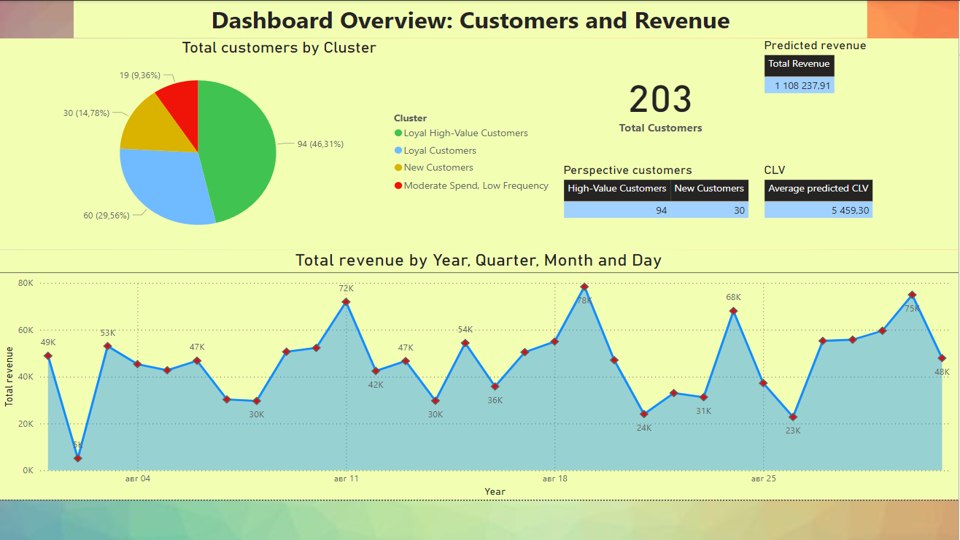 Dashboard Overview: Customers and Revenue
Total customers by Cluster
19 (9,36%)
30 (14,78%)
94 (46,31%)
60 (29,56%)
Cluster
Loyal High-Value Customers
Loyal Customers
New Customers
Moderate Spend. Low Frequency
203
Total Customers
Predicted revenue
Total Revenue
1 108 237,91
Perspective customers
High-Value Customers New Customers
94 30
CLV
Average predicted CLV
5 459,30
Total revenue by Year, Quarter, Month and Day
Total revenue
80K
60K
40K
20K
0K
49K
5K
53K
47K
30K
72K
42K
47K
30K
54K
36K
78K
24K
31K
68K
23K
75K
48K
авг 04
авг 11
авг 18
авг 25
Year